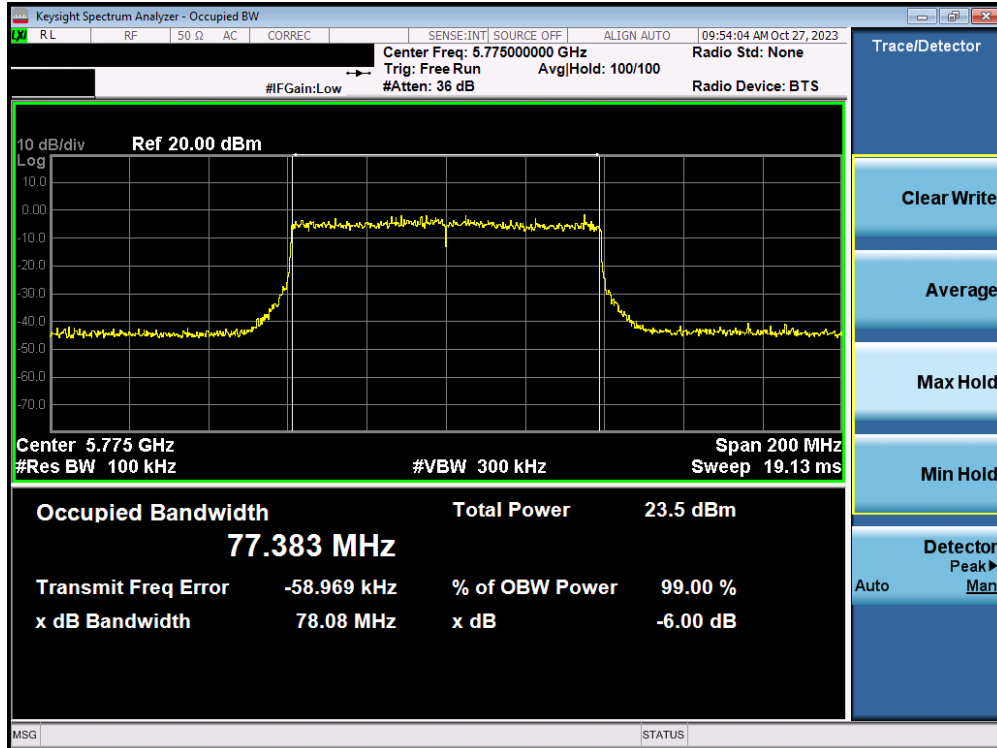 Keysight Spectrum Analyzer - Occupied BW
LXI RL RF 50 Ω AC CORREC SENSE:INT SOURCE OFF ALIGN AUTO 09:54:04 AM Oct 27, 2023
Center Freq: 5.775000000 GHz Radio Std: None
Trig: Free Run Avg|Hold: 100/100
#IFGain:Low #Atten: 36 dB Radio Device: BTS
10 dB/div Ref 20.00 dBm
Log
10.0
0.00
-10.0
-20.0
-30.0
-40.0
-50.0
-60.0
-70.0
Center 5.775 GHz Span 200 MHz
#Res BW 100 kHz #VBW 300 kHz Sweep 19.13 ms
Occupied Bandwidth Total Power 23.5 dBm
77.383 MHz
Transmit Freq Error -58.969 kHz % of OBW Power 99.00 %
x dB Bandwidth 78.08 MHz x dB -6.00 dB
MSG STATUS
Trace/Detector
Clear Write
Average
Max Hold
Min Hold
Detector
Peak▶
Auto Man